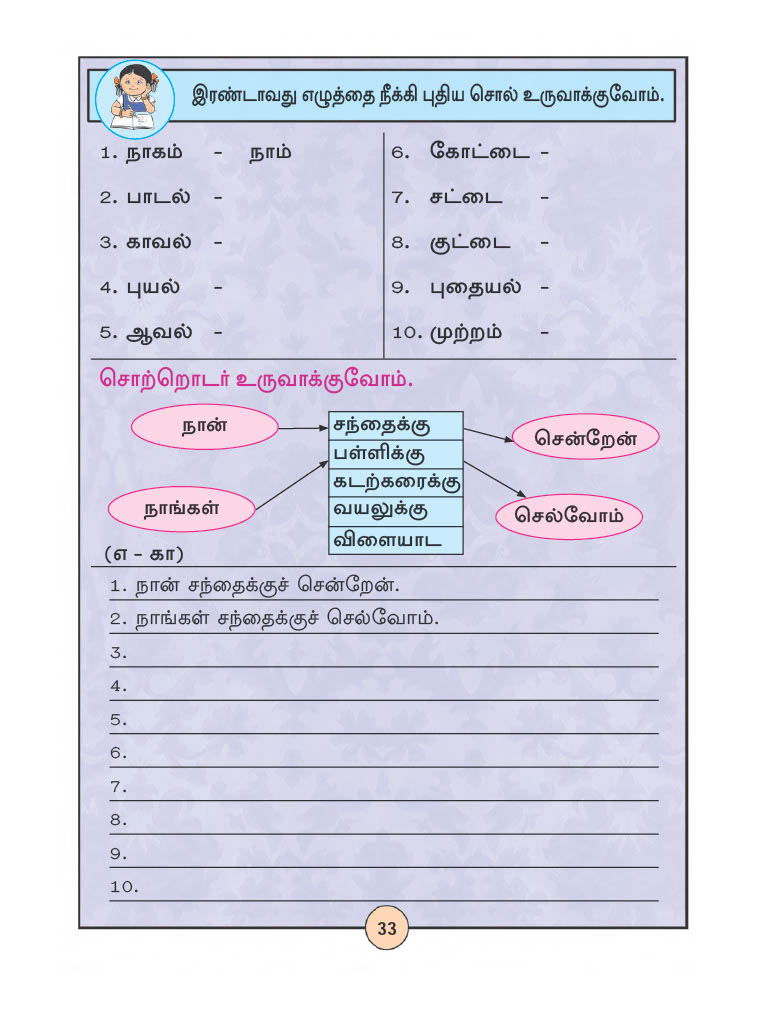 இரண்டாவது எழுத்தை நீக்கி புதிய சொல் உருவாக்குவோம்.
1. நாகம் - நாம்
2. பாடல் -
3. காவல் -
4. புயல் -
5. ஆவல் -
6. கோட்டை -
7. சட்டை -
8. குட்டை -
9. புதையல் -
10. முற்றம் -
சொற்றொடர் உருவாக்குவோம்.
நான்
நாங்கள்
சந்தைக்கு
பள்ளிக்கு
கடற்கரைக்கு
வயலுக்கு
விளையாட
சென்றேன்
செல்வோம்
(எ - கா)
1. நான் சந்தைக்குச் சென்றேன்.
2. நாங்கள் சந்தைக்குச் செல்வோம்.
3.
4.
5.
6.
7.
8.
9.
10.
33